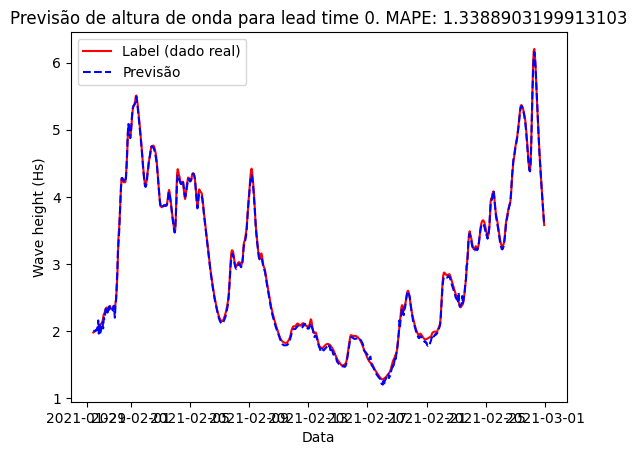 Previsão de altura de onda para lead time 0. MAPE: 1.3388903199913103
Label (dado real)
Previsão
6
5
4
3
2
1
Wave height (Hs)
2021-01-29 2021-02-01 2021-02-05 2021-02-09 2021-02-13 2021-02-17 2021-02-21 2021-02-25 2021-03-01
Data